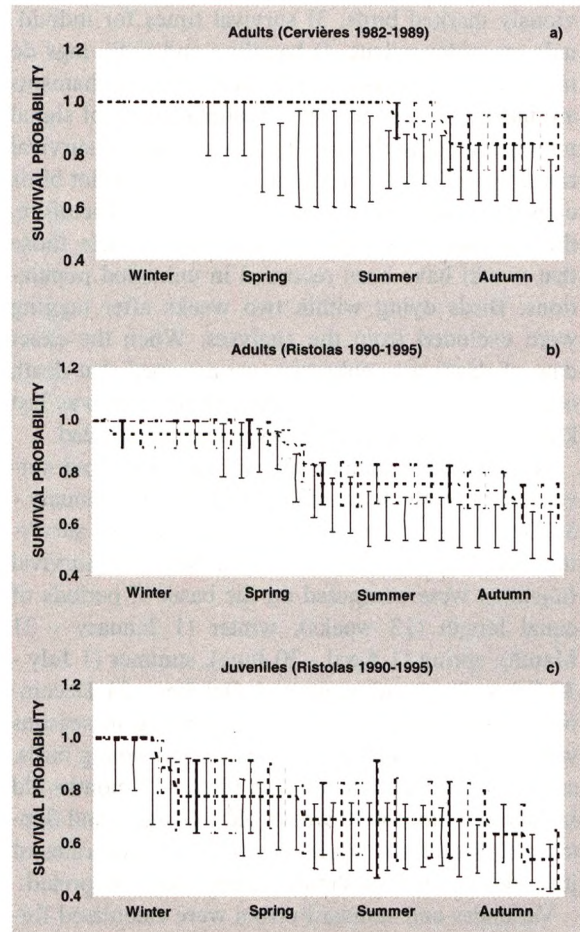 Adults (Cervières 1982-1989) a)
SURVIVAL PROBABILITY
1.2
1.0
0.8
0.6
0.4
Winter Spring Summer Autumn
Adults (Ristolas 1990-1995) b)
SURVIVAL PROBABILITY
1.2
1.0
0.8
0.6
0.4
Winter Spring Summer Autumn
Juveniles (Ristolas 1990-1995) c)
SURVIVAL PROBABILITY
1.2
1.0
0.8
0.6
0.4
Winter Spring Summer Autumn